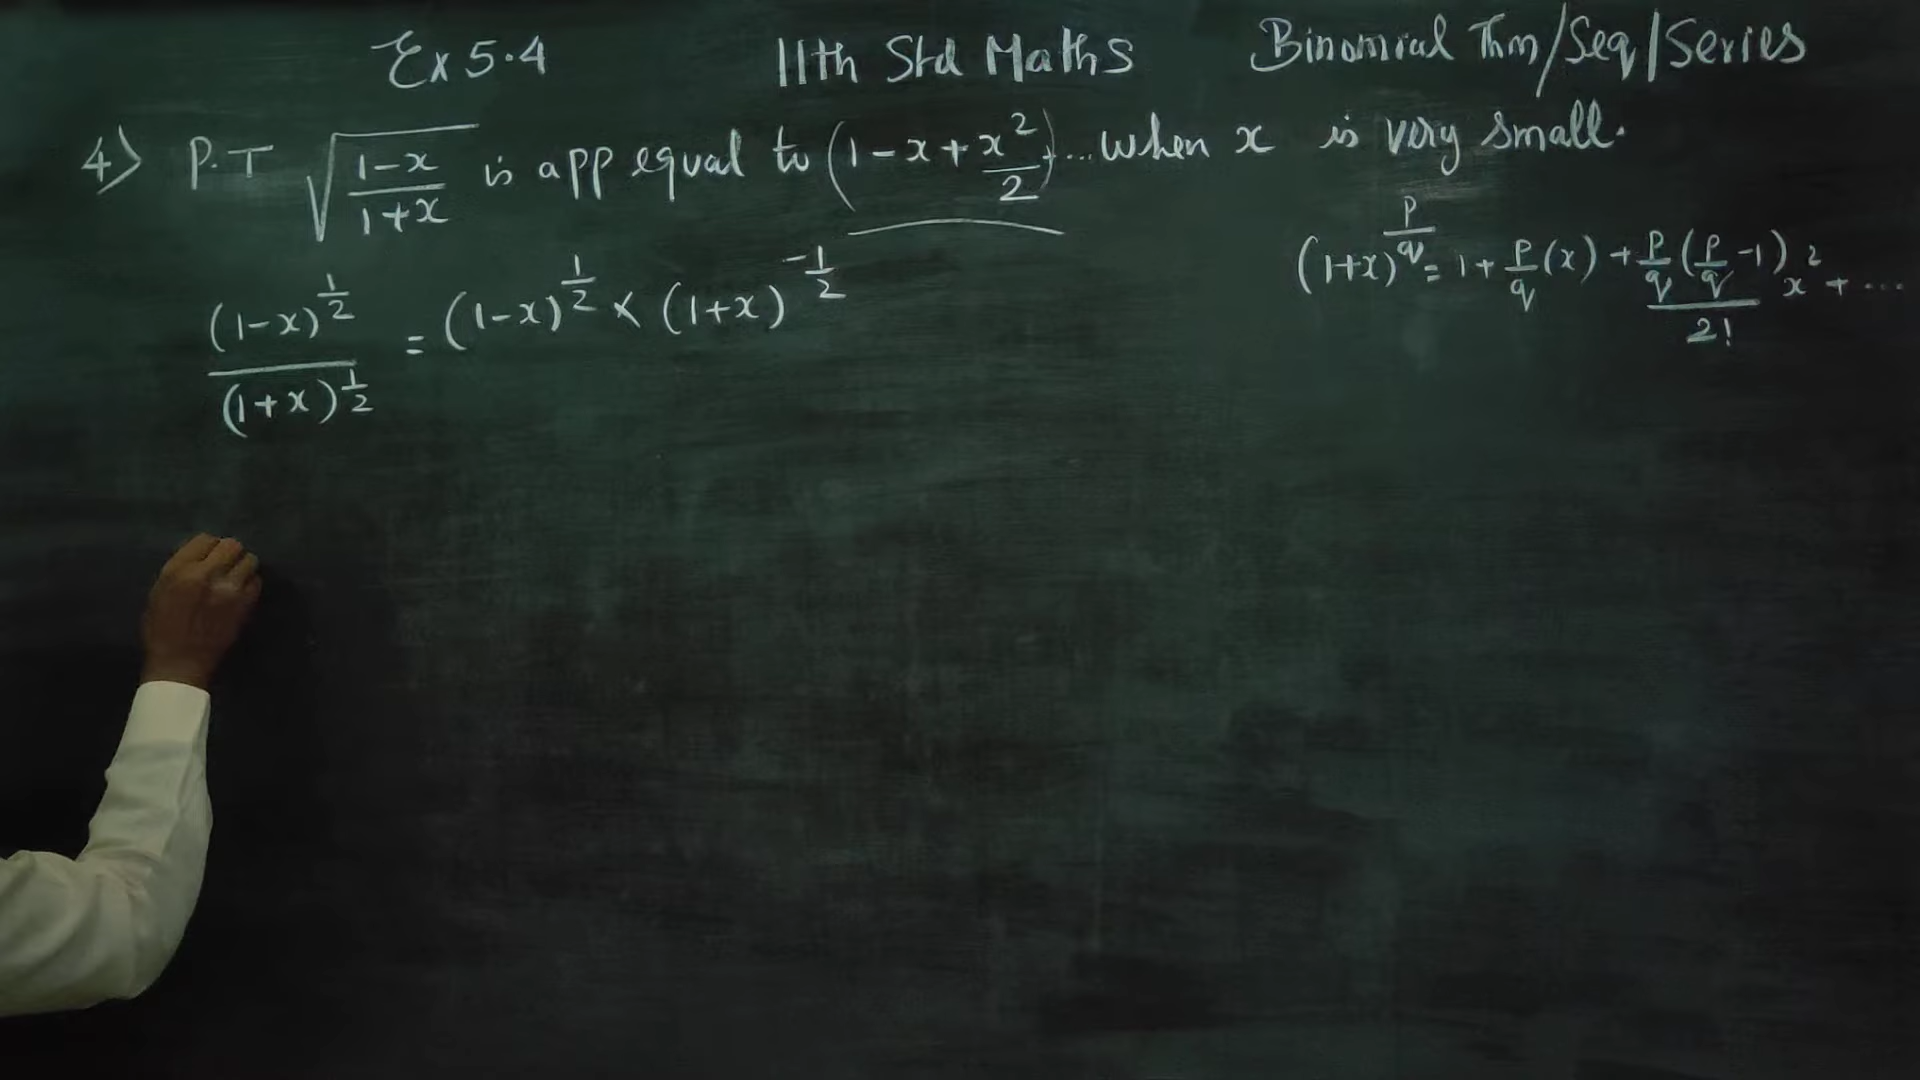 Ex 5.4 11th Std Maths Binomial Thm/Seq/Series
4) P.T √((1-x)/(1+x)) is app equal to (1-x+x²/2)+... when x is very small.
(1+x)^(p/q) = 1+p/q(x)+(p/q(p/q-1))/2! x²+...
(1-x)^(1/2)/(1+x)^(1/2) = (1-x)^(1/2) × (1+x)^(-1/2)